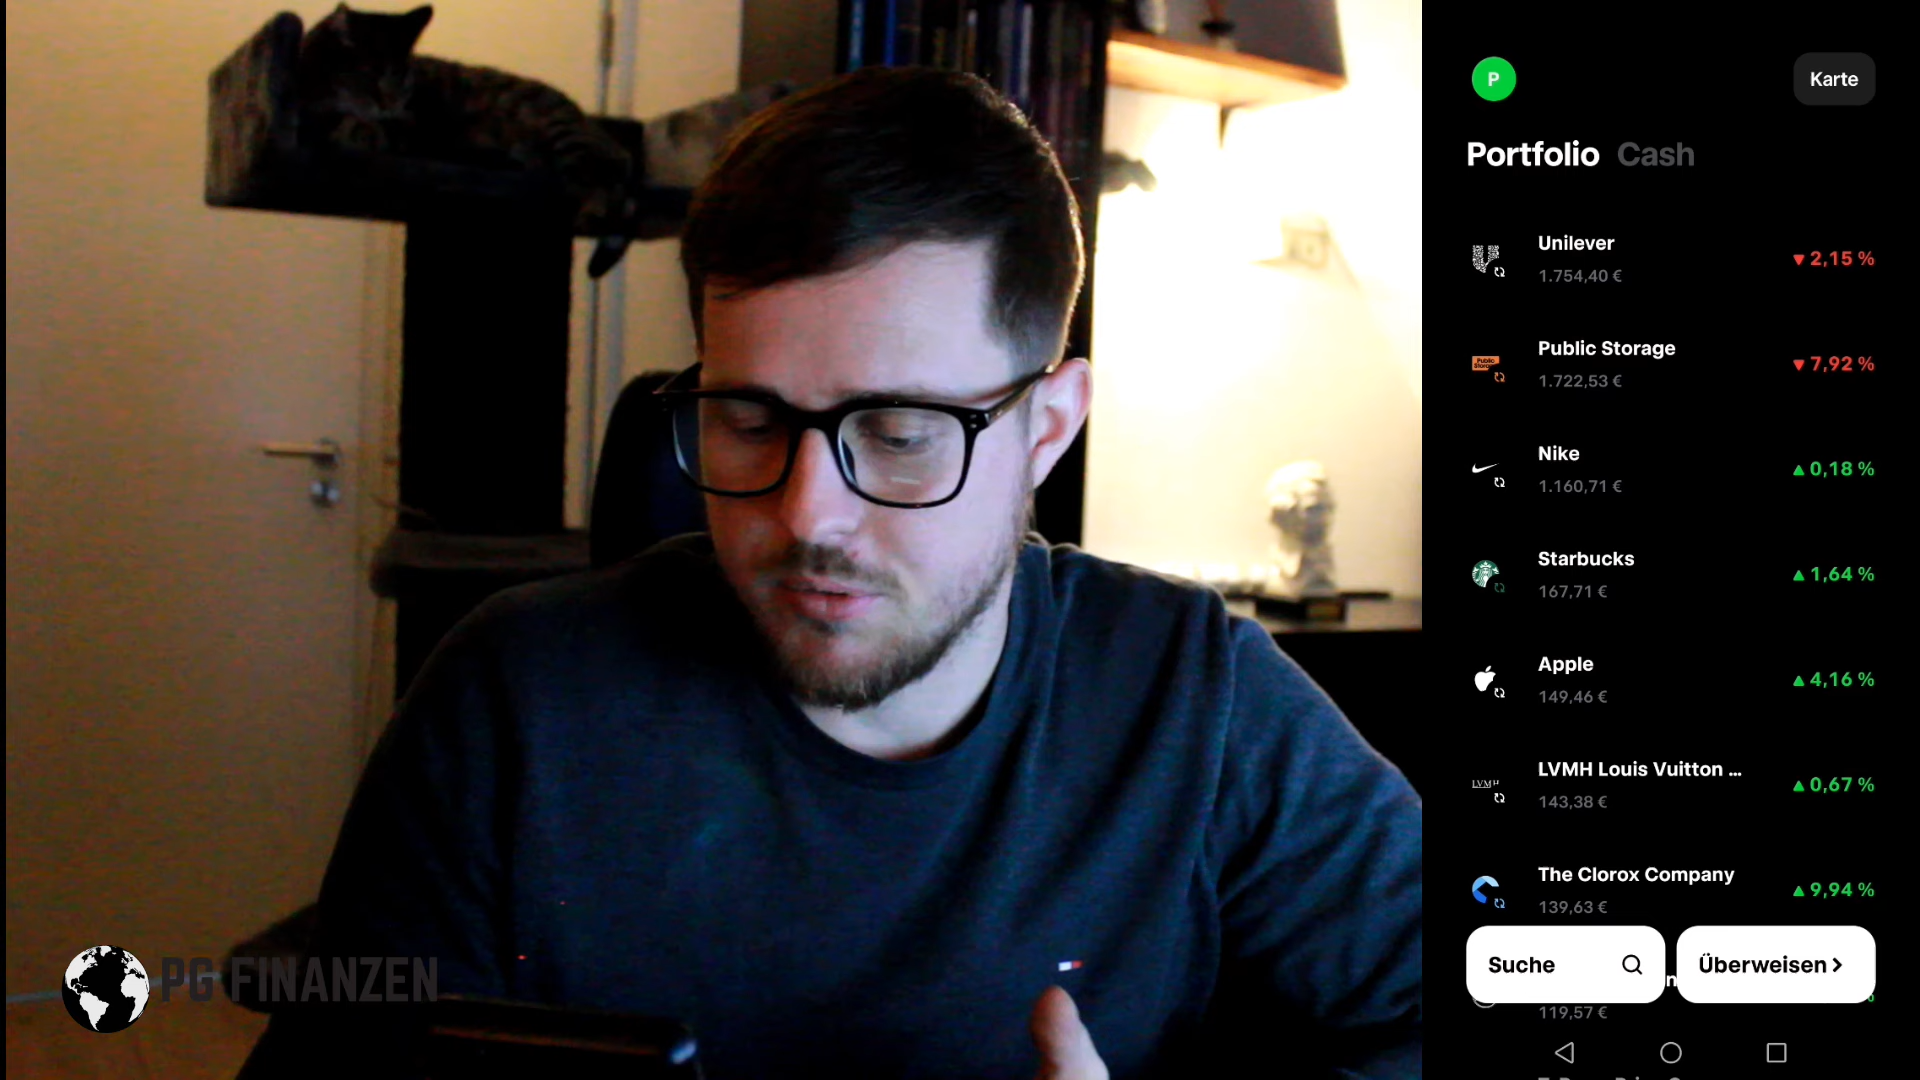 P
Karte
Portfolio Cash
Unilever
1.754,40 €
▼ 2,15 %
Public Storage
1.722,53 €
▼ 7,92 %
Nike
1.160,71 €
▲ 0,18 %
Starbucks
167,71 €
▲ 1,64 %
Apple
149,46 €
▲ 4,16 %
LVMH
LVMH Louis Vuitton ...
143,38 €
▲ 0,67 %
The Clorox Company
139,63 €
▲ 9,94 %
Suche
Überweisen
119,57 €
PG FINANZEN